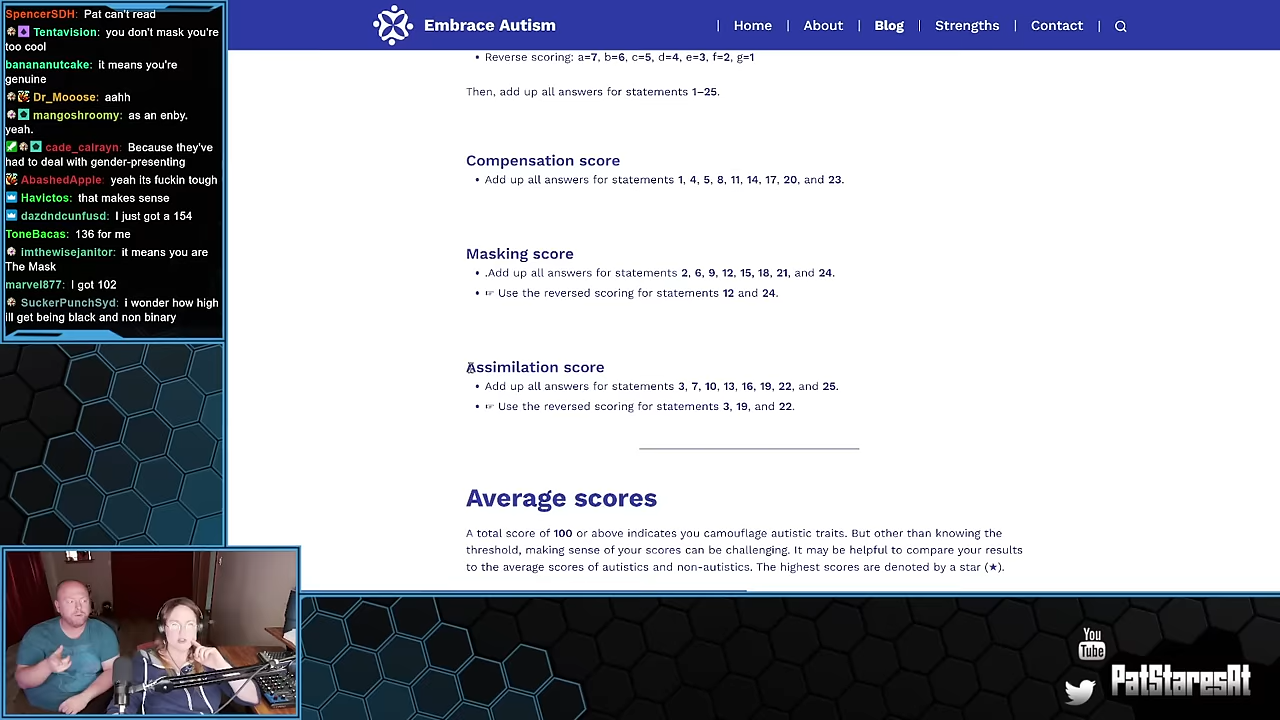 SpencerSDH: Pat can't read
Tentavision: you don't mask you're
too cool
banananutcake: it means you're
genuine
Dr_Mooose: aahh
mangoshroomy: as an enby.
yeah.
cade_calrayn: Because they've
had to deal with gender-presenting
AbashedApple: yeah its fuckin tough
HavIctos: that makes sense
dazdndcunfusd: I just got a 154
ToneBacas: 136 for me
imthewisejanitor: it means you are
The Mask
marvel877: I got 102
SuckerPunchSyd: i wonder how high
ill get being black and non binary
Embrace Autism
Home | About | Blog | Strengths | Contact
• Reverse scoring: a=7, b=6, c=5, d=4, e=3, f=2, g=1
Then, add up all answers for statements 1–25.
Compensation score
• Add up all answers for statements 1, 4, 5, 8, 11, 14, 17, 20, and 23.
Masking score
• .Add up all answers for statements 2, 6, 9, 12, 15, 18, 21, and 24.
• ☞ Use the reversed scoring for statements 12 and 24.
Assimilation score
• Add up all answers for statements 3, 7, 10, 13, 16, 19, 22, and 25.
• ☞ Use the reversed scoring for statements 3, 19, and 22.
Average scores
A total score of 100 or above indicates you camouflage autistic traits. But other than knowing the
threshold, making sense of your scores can be challenging. It may be helpful to compare your results
to the average scores of autistics and non-autistics. The highest scores are denoted by a star (★).
You
Tube
PatStaresAt